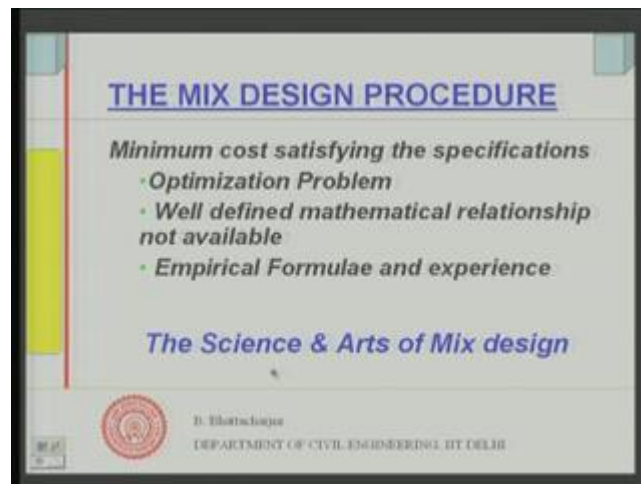 THE MIX DESIGN PROCEDURE
Minimum cost satisfying the specifications
•Optimization Problem
• Well defined mathematical relationship
not available
• Empirical Formulae and experience
The Science & Arts of Mix design
B. Bhattacharjee
DEPARTMENT OF CIVIL ENGINEERING, IIT DELHI